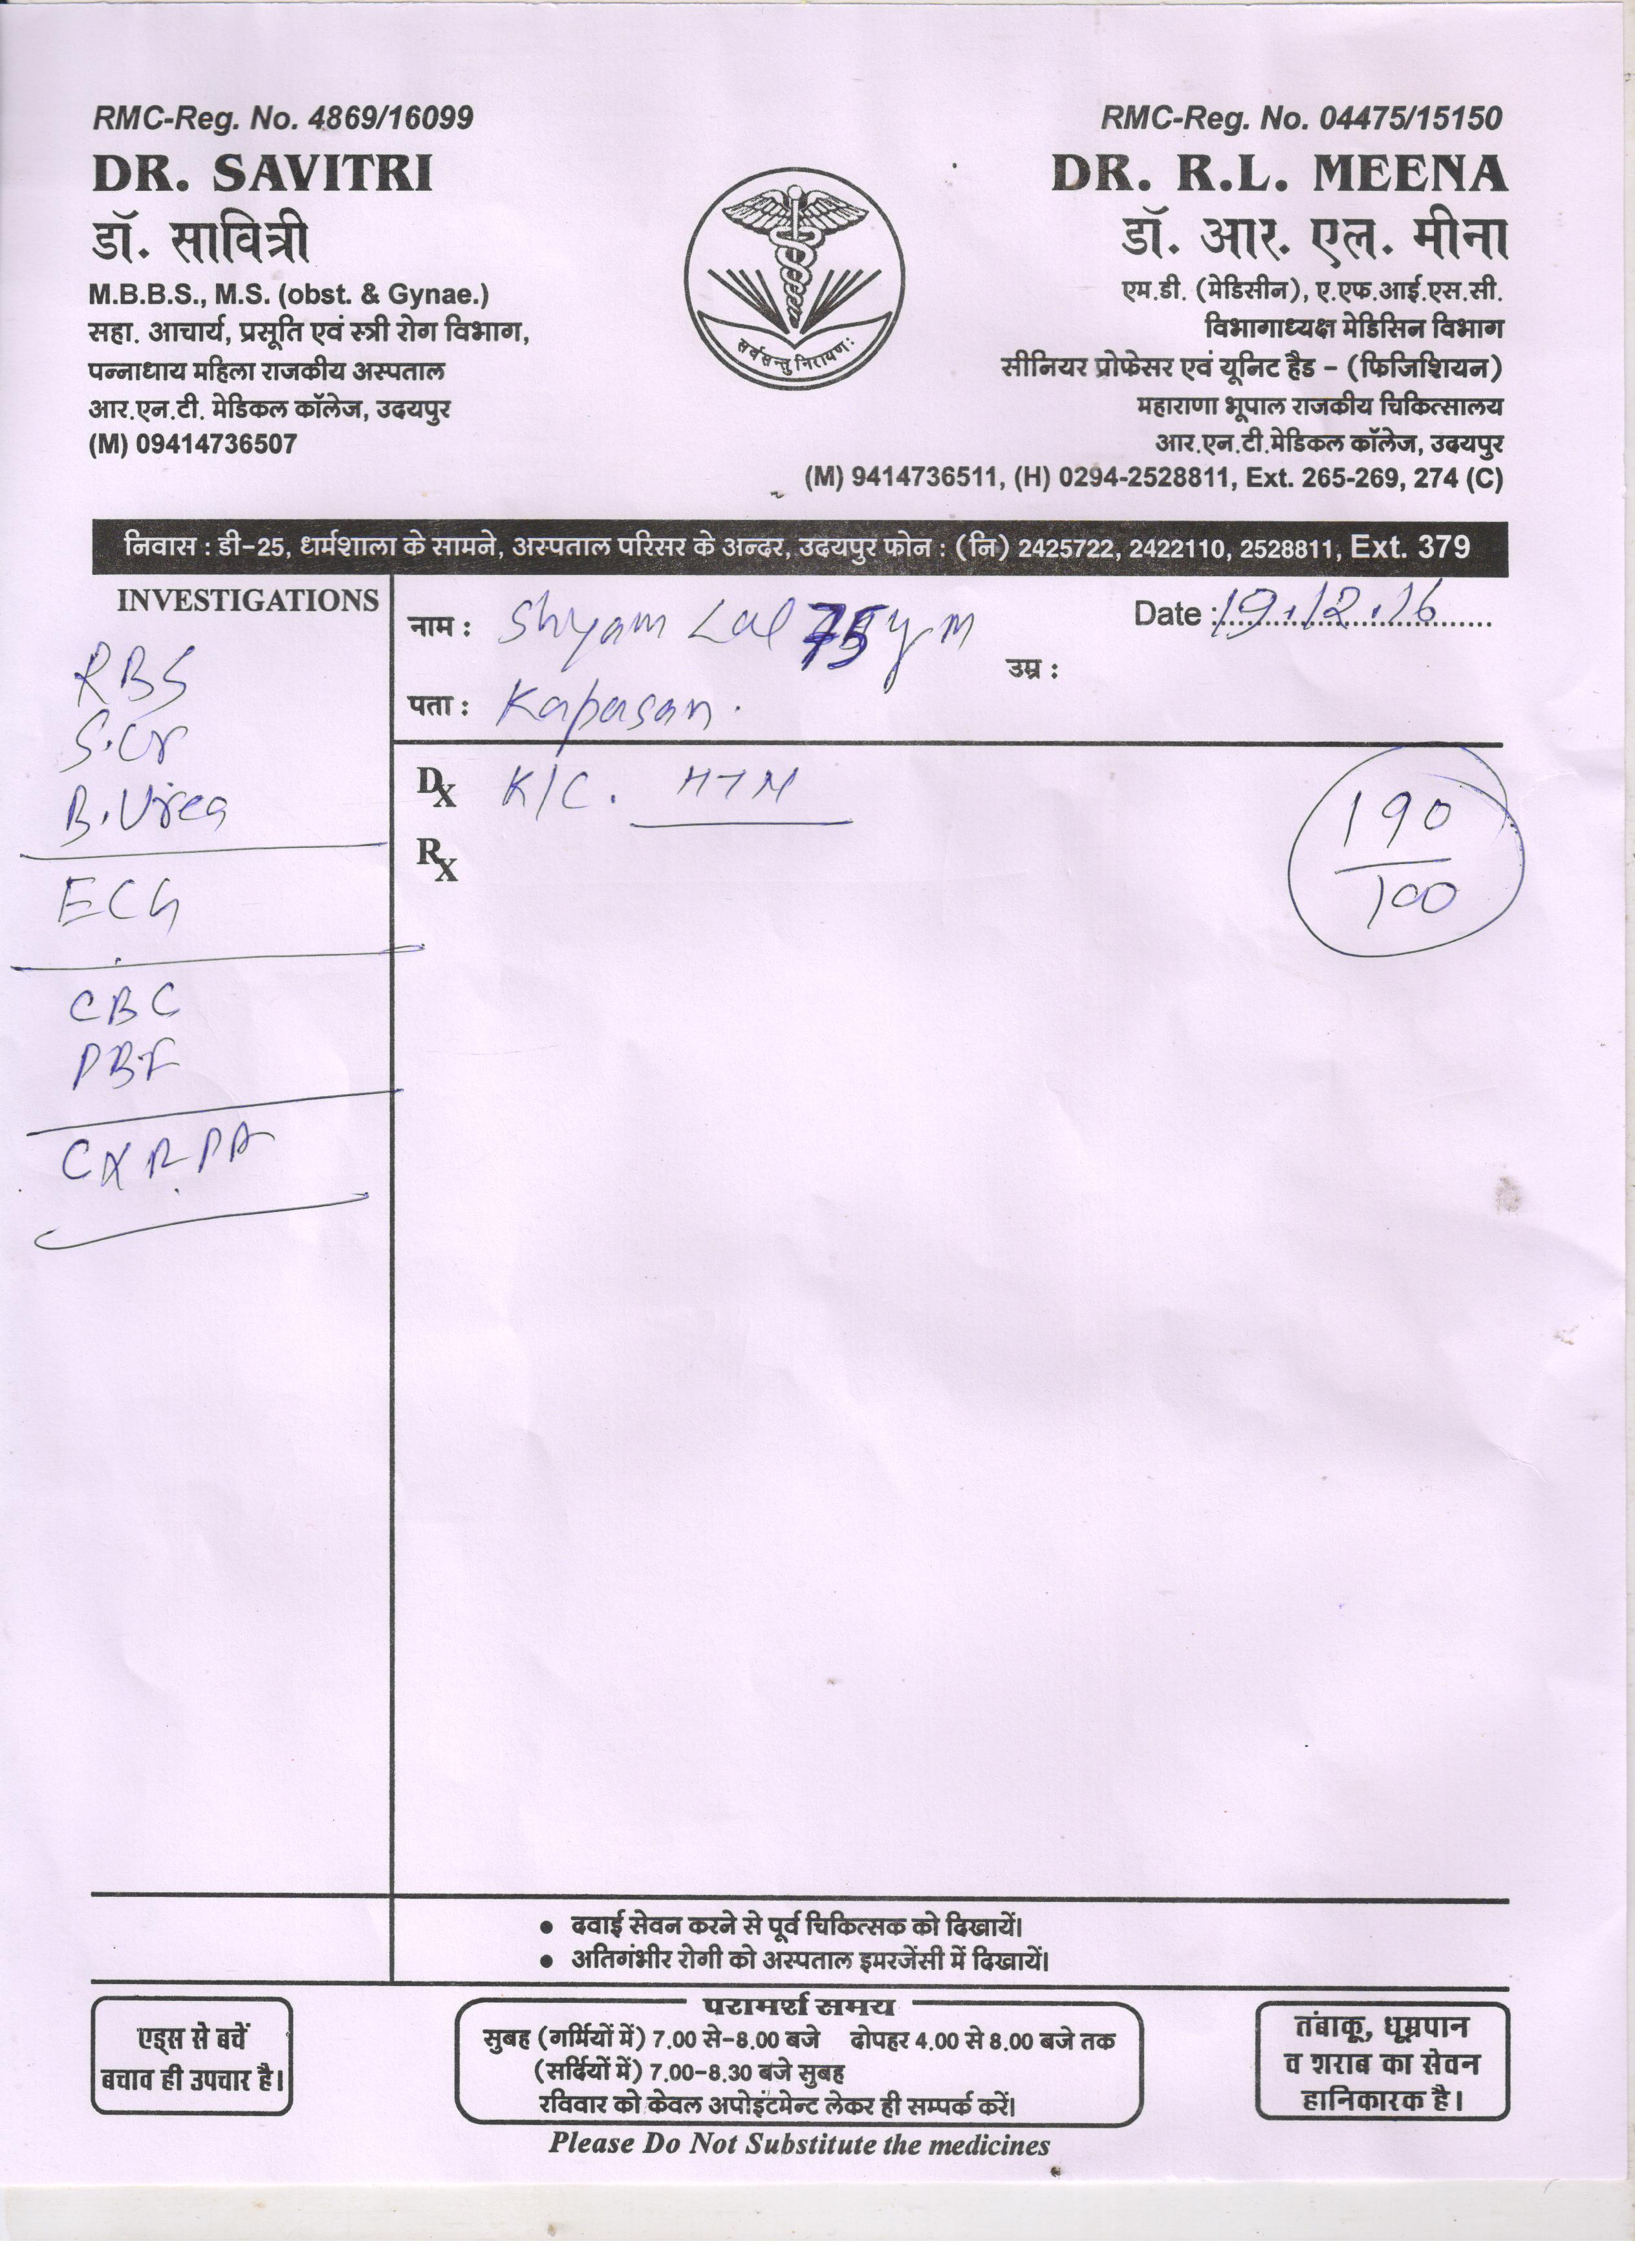 RMC-Reg. No. 4869/16099
DR. SAVITRI
डॉ. सावित्री
M.B.B.S., M.S. (obst. & Gynae.)
सहा. आचार्य, प्रसूति एवं स्त्री रोग विभाग,
पन्नाधाय महिला राजकीय अस्पताल
आर.एन.टी. मेडिकल कॉलेज, उदयपुर
(M) 09414736507
सर्वसन्तु निरायण:
RMC-Reg. No. 04475/15150
DR. R.L. MEENA
डॉ. आर. एल. मीना
एम.डी. (मेडिसीन), ए.एफ.आई.एस.सी.
विभागाध्यक्ष मेडिसिन विभाग
सीनियर प्रोफेसर एवं यूनिट हैड - (फिजिशियन)
महाराणा भूपाल राजकीय चिकित्सालय
आर.एन.टी.मेडिकल कॉलेज, उदयपुर
(M) 9414736511, (H) 0294-2528811, Ext. 265-269, 274 (C)
निवास : डी-25, धार्मशाला के सामने, अस्पताल परिसर के अन्दर, उदयपुर फोन : (नि) 2425722, 2422110, 2528811, Ext. 379
INVESTIGATIONS
RBS
S.Cr
B.Urea
ECG
CBC
PBF
CXR PA
नाम : Shyam Lal 75 y m
Date : 19.12.16
उम्र :
पता : Kapasan.
Dx K/C. HTN
190
100
Rx
• दवाई सेवन करने से पूर्व चिकित्सक को दिखायें।
• अतिगंभीर रोगी को अस्पताल इमरजेंसी में दिखायें।
एड्स से बचें
बचाव ही उपचार है।
परामर्श समय
सुबह (गर्मियों में) 7.00 से-8.00 बजे दोपहर 4.00 से 8.00 बजे तक
(सर्दियों में) 7.00-8.30 बजे सुबह
रविवार को केवल अपोइंटमेन्ट लेकर ही सम्पर्क करें।
तंबाकू, धूम्रपान
व शराब का सेवन
हानिकारक है।
Please Do Not Substitute the medicines